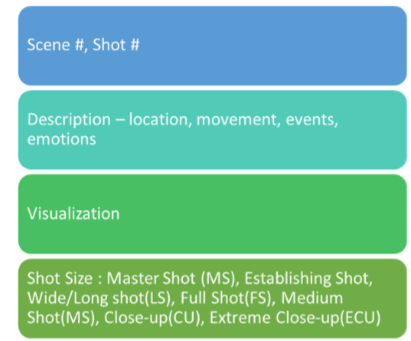 Scene #, Shot #
Description – location, movement, events,
emotions
Visualization
Shot Size : Master Shot (MS), Establishing Shot,
Wide/Long shot(LS), Full Shot(FS), Medium
Shot(MS), Close-up(CU), Extreme Close-up(ECU)